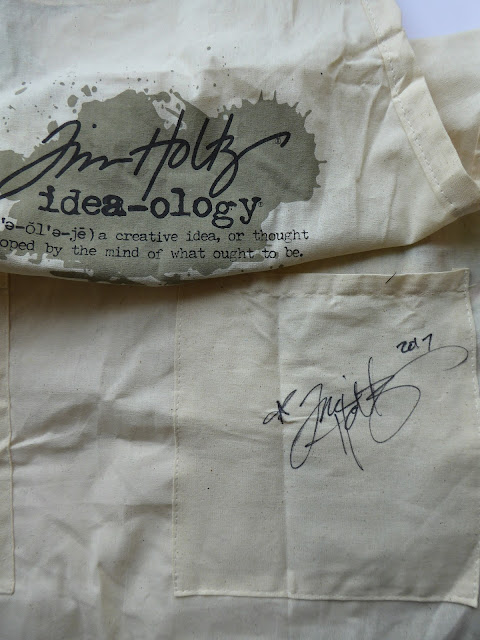 Tim Holtz
idea-ology
'ə-ŏl'ə-jē) a creative idea, or thought
oped by the mind of what ought to be.
2017